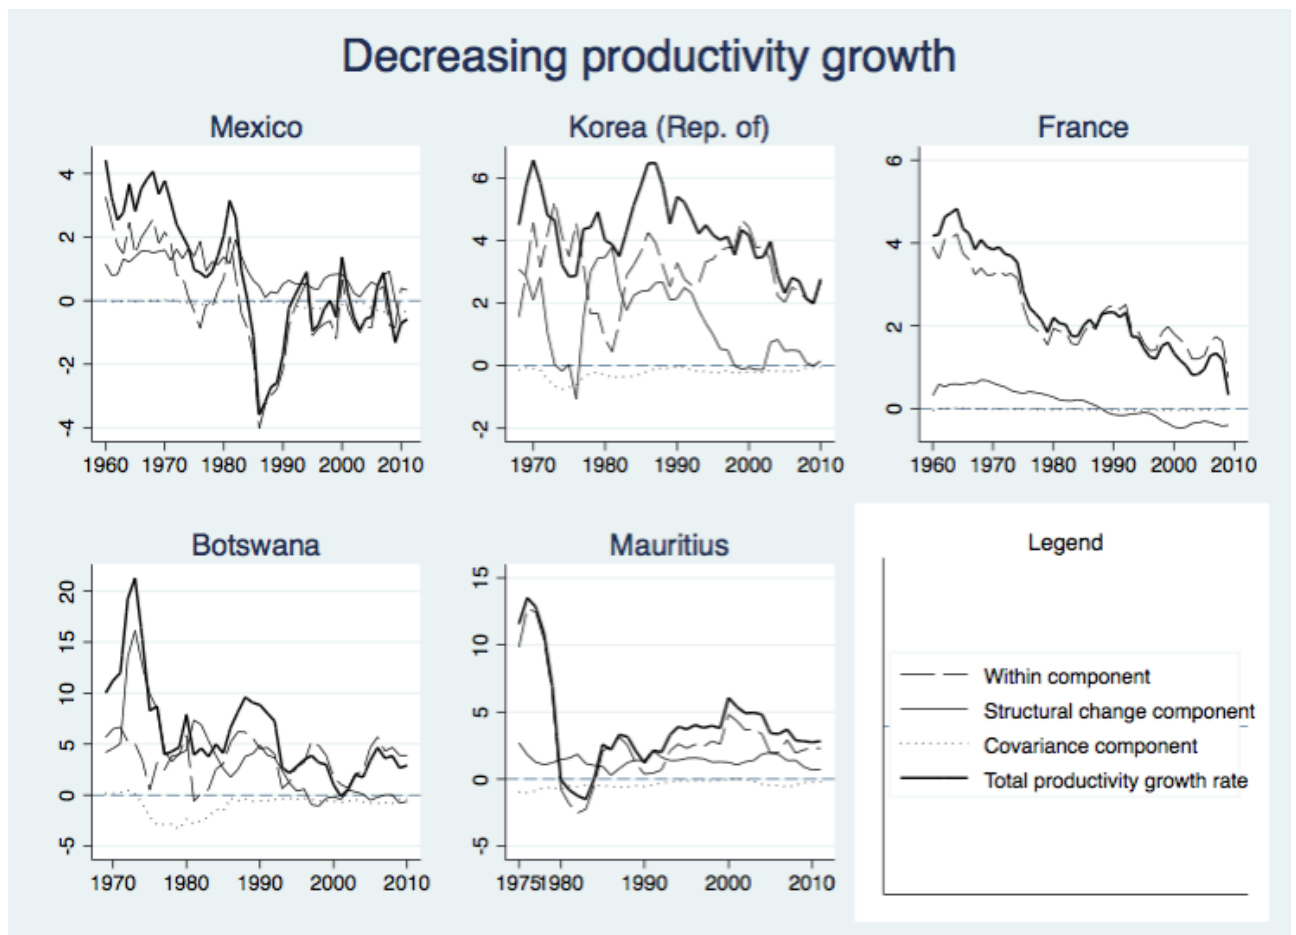 Decreasing productivity growth
Mexico
4
2
0
-2
-4
1960 1970 1980 1990 2000 2010
Korea (Rep. of)
6
4
2
0
-2
1970 1980 1990 2000 2010
France
6
4
2
0
1960 1970 1980 1990 2000 2010
Botswana
20
15
10
5
0
-5
1970 1980 1990 2000 2010
Mauritius
15
10
5
0
-5
1975 1980 1990 2000 2010
Legend
Within component
Structural change component
Covariance component
Total productivity growth rate